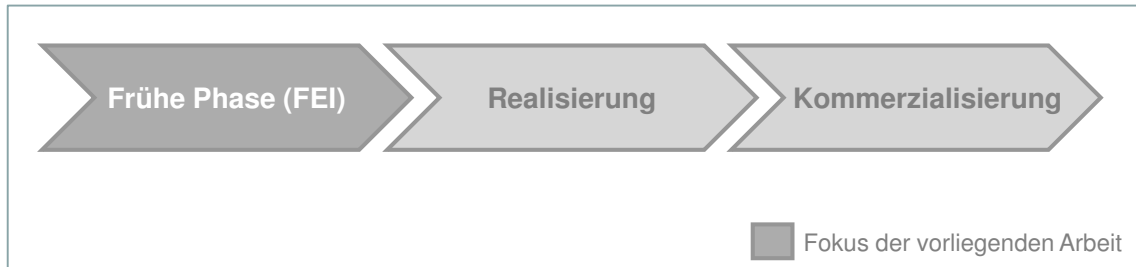 Frühe Phase (FEI)
Realisierung
Kommerzialisierung
Fokus der vorliegenden Arbeit